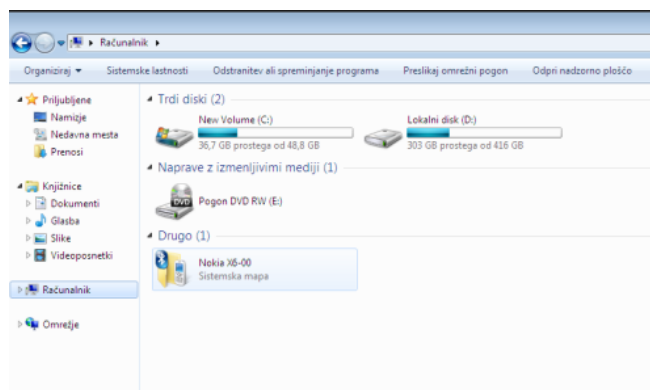 Računalnik
Organiziraj Sistemske lastnosti Odstranitev ali spreminjanje programa Preslikaj omrežni pogon Odpri nadzorno ploščo
Priljubljene
Namizje
Nedavna mesta
Prenosi
Knjižnice
Dokumenti
Glasba
Slike
Videoposnetki
Računalnik
Omrežje
Trdi diski (2)
New Volume (C:)
36,7 GB prostega od 48,8 GB
Lokalni disk (D:)
303 GB prostega od 416 GB
Naprave z izmenljivimi mediji (1)
DVD
Pogon DVD RW (E:)
Drugo (1)
Nokia X6-00
Sistemska mapa